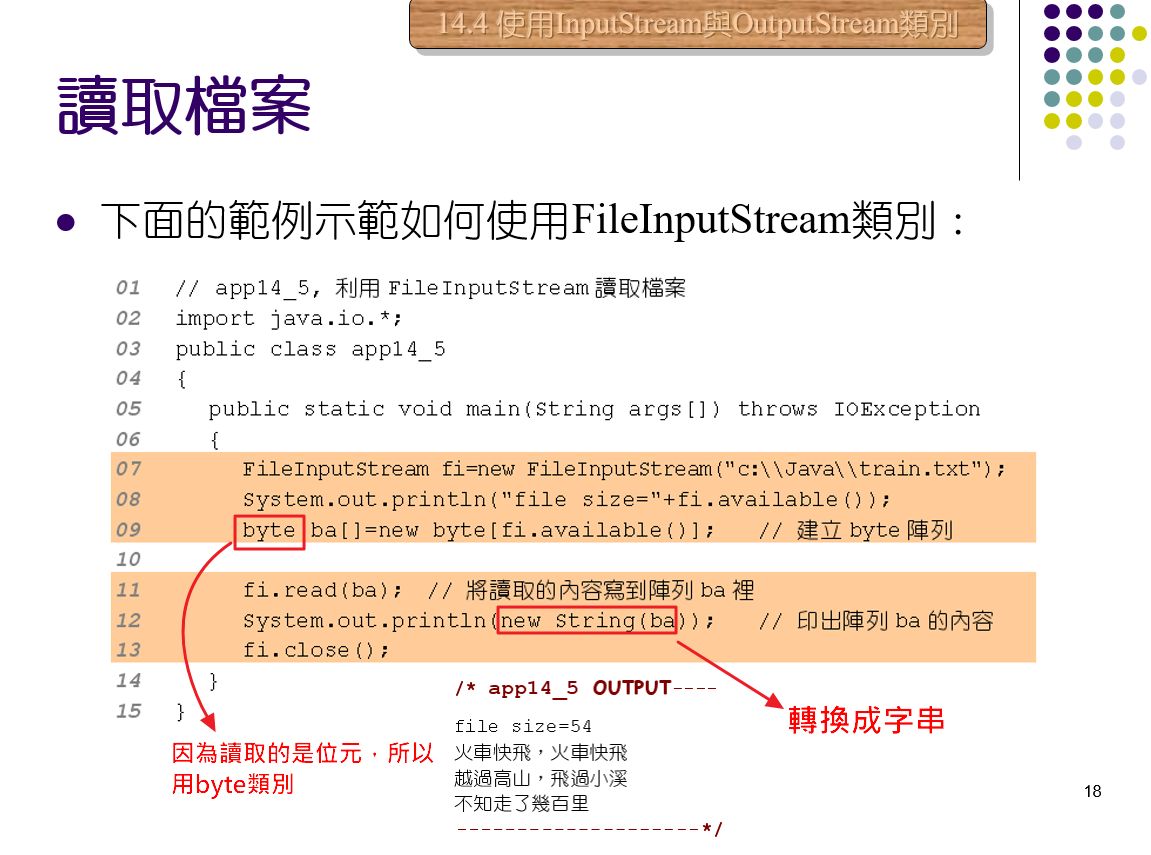 14.4 使用InputStream與OutputStream類別
讀取檔案
下面的範例示範如何使用FileInputStream類別：
01 // app14_5, 利用 FileInputStream 讀取檔案
02 import java.io.*;
03 public class app14_5
04 {
05 public static void main(String args[]) throws IOException
06 {
07 FileInputStream fi=new FileInputStream("c:\\Java\\train.txt");
08 System.out.println("file size="+fi.available());
09 byte ba[]=new byte[fi.available()]; // 建立 byte 陣列
10
11 fi.read(ba); // 將讀取的內容寫到陣列 ba 裡
12 System.out.println(new String(ba)); // 印出陣列 ba 的內容
13 fi.close();
14 }
15 }
/* app14_5 OUTPUT----
file size=54
火車快飛，火車快飛
越過高山，飛過小溪
不知走了幾百里
--------------------*/
轉換成字串
因為讀取的是位元，所以
用byte類別
18